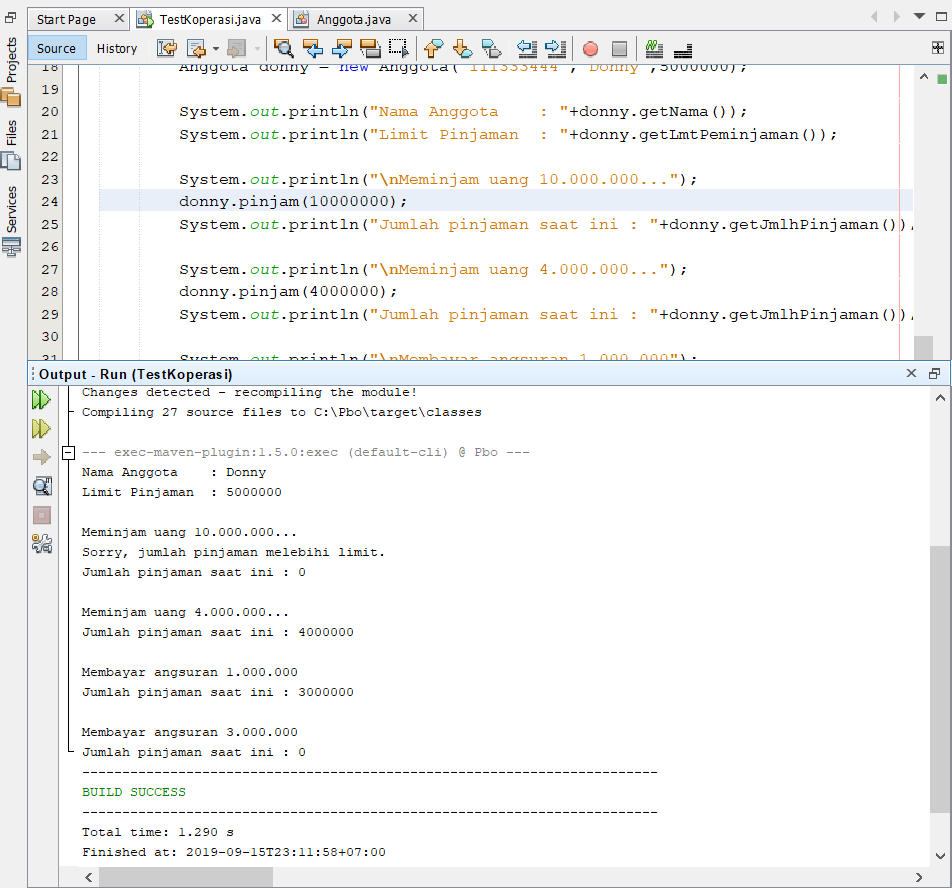 Start Page
TestKoperasi.java
Anggota.java
Source
History
Projects
Files
Services
18 Anggota donny = new Anggota("111333444","Donny",5000000);
19
20 System.out.println("Nama Anggota    : "+donny.getNama());
21 System.out.println("Limit Pinjaman  : "+donny.getLmtPeminjaman());
22
23 System.out.println("\nMeminjam uang 10.000.000...");
24 donny.pinjam(10000000);
25 System.out.println("Jumlah pinjaman saat ini : "+donny.getJmlhPinjaman());
26
27 System.out.println("\nMeminjam uang 4.000.000...");
28 donny.pinjam(4000000);
29 System.out.println("Jumlah pinjaman saat ini : "+donny.getJmlhPinjaman());
30
31 System.out.println("\nMembayar angsuran 1.000.000");
Output - Run (TestKoperasi)
Changes detected - recompiling the module!
Compiling 27 source files to C:\Pbo\target\classes
--- exec-maven-plugin:1.5.0:exec (default-cli) @ Pbo ---
Nama Anggota    : Donny
Limit Pinjaman  : 5000000
Meminjam uang 10.000.000...
Sorry, jumlah pinjaman melebihi limit.
Jumlah pinjaman saat ini : 0
Meminjam uang 4.000.000...
Jumlah pinjaman saat ini : 4000000
Membayar angsuran 1.000.000
Jumlah pinjaman saat ini : 3000000
Membayar angsuran 3.000.000
Jumlah pinjaman saat ini : 0
------------------------------------------------------------------------
BUILD SUCCESS
------------------------------------------------------------------------
Total time: 1.290 s
Finished at: 2019-09-15T23:11:58+07:00